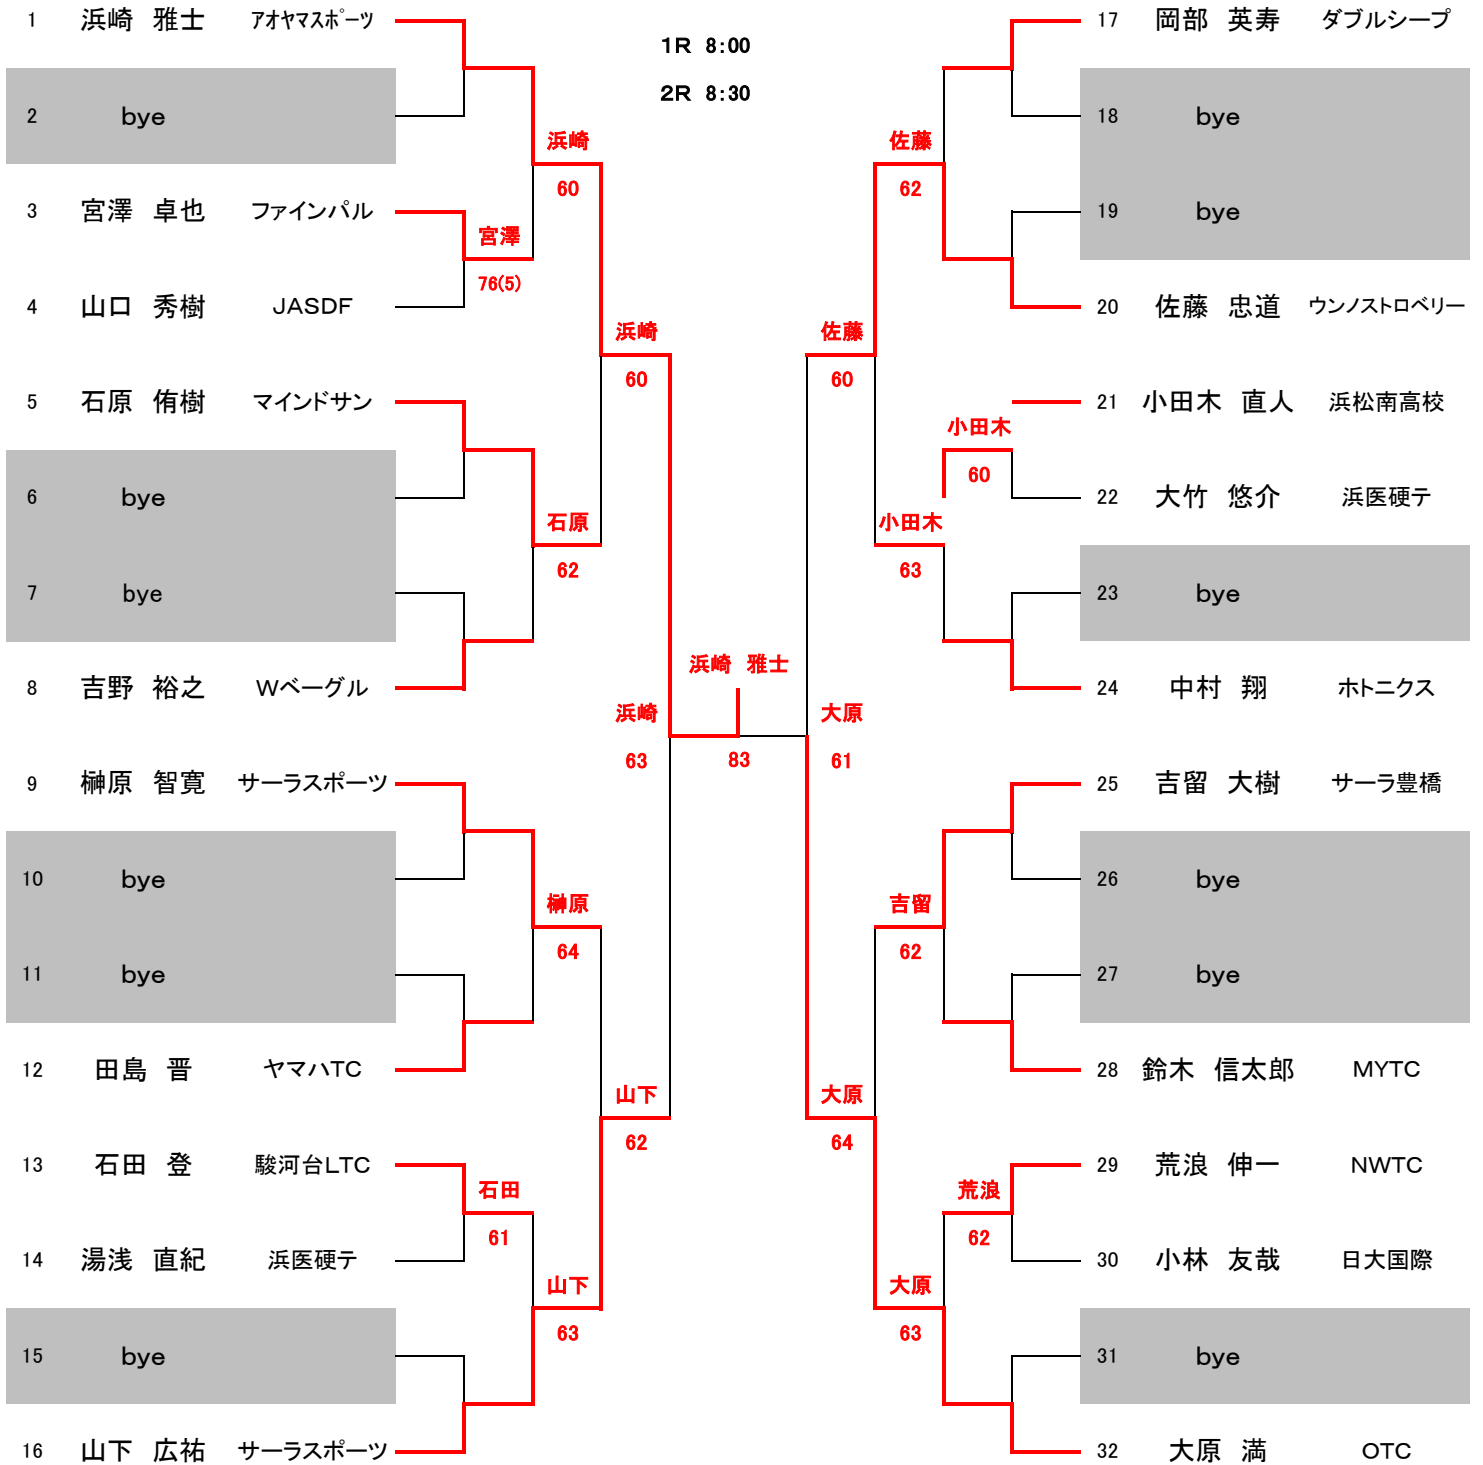 1 浜崎 雅士 アオヤマスポーツ
2 bye
3 宮澤 卓也 ファインパル
4 山口 秀樹 JASDF
5 石原 侑樹 マインドサン
6 bye
7 bye
8 吉野 裕之 Wベーグル
9 榊原 智寛 サーラスポーツ
10 bye
11 bye
12 田島 晋 ヤマハTC
13 石田 登 駿河台LTC
14 湯浅 直紀 浜医硬テ
15 bye
16 山下 広祐 サーラスポーツ
宮澤
76(5)
石田
61
浜崎
60
石原
62
榊原
64
山下
63
浜崎
60
山下
62
浜崎
63
1R 8:00
2R 8:30
浜崎 雅士
83
大原
61
佐藤
60
大原
64
佐藤
62
小田木
63
吉留
62
大原
63
小田木
60
荒浪
62
17 岡部 英寿 ダブルシープ
18 bye
19 bye
20 佐藤 忠道 ウンノストロベリー
21 小田木 直人 浜松南高校
22 大竹 悠介 浜医硬テ
23 bye
24 中村 翔 ホトニクス
25 吉留 大樹 サーラ豊橋
26 bye
27 bye
28 鈴木 信太郎 MYTC
29 荒浪 伸一 NWTC
30 小林 友哉 日大国際
31 bye
32 大原 満 OTC